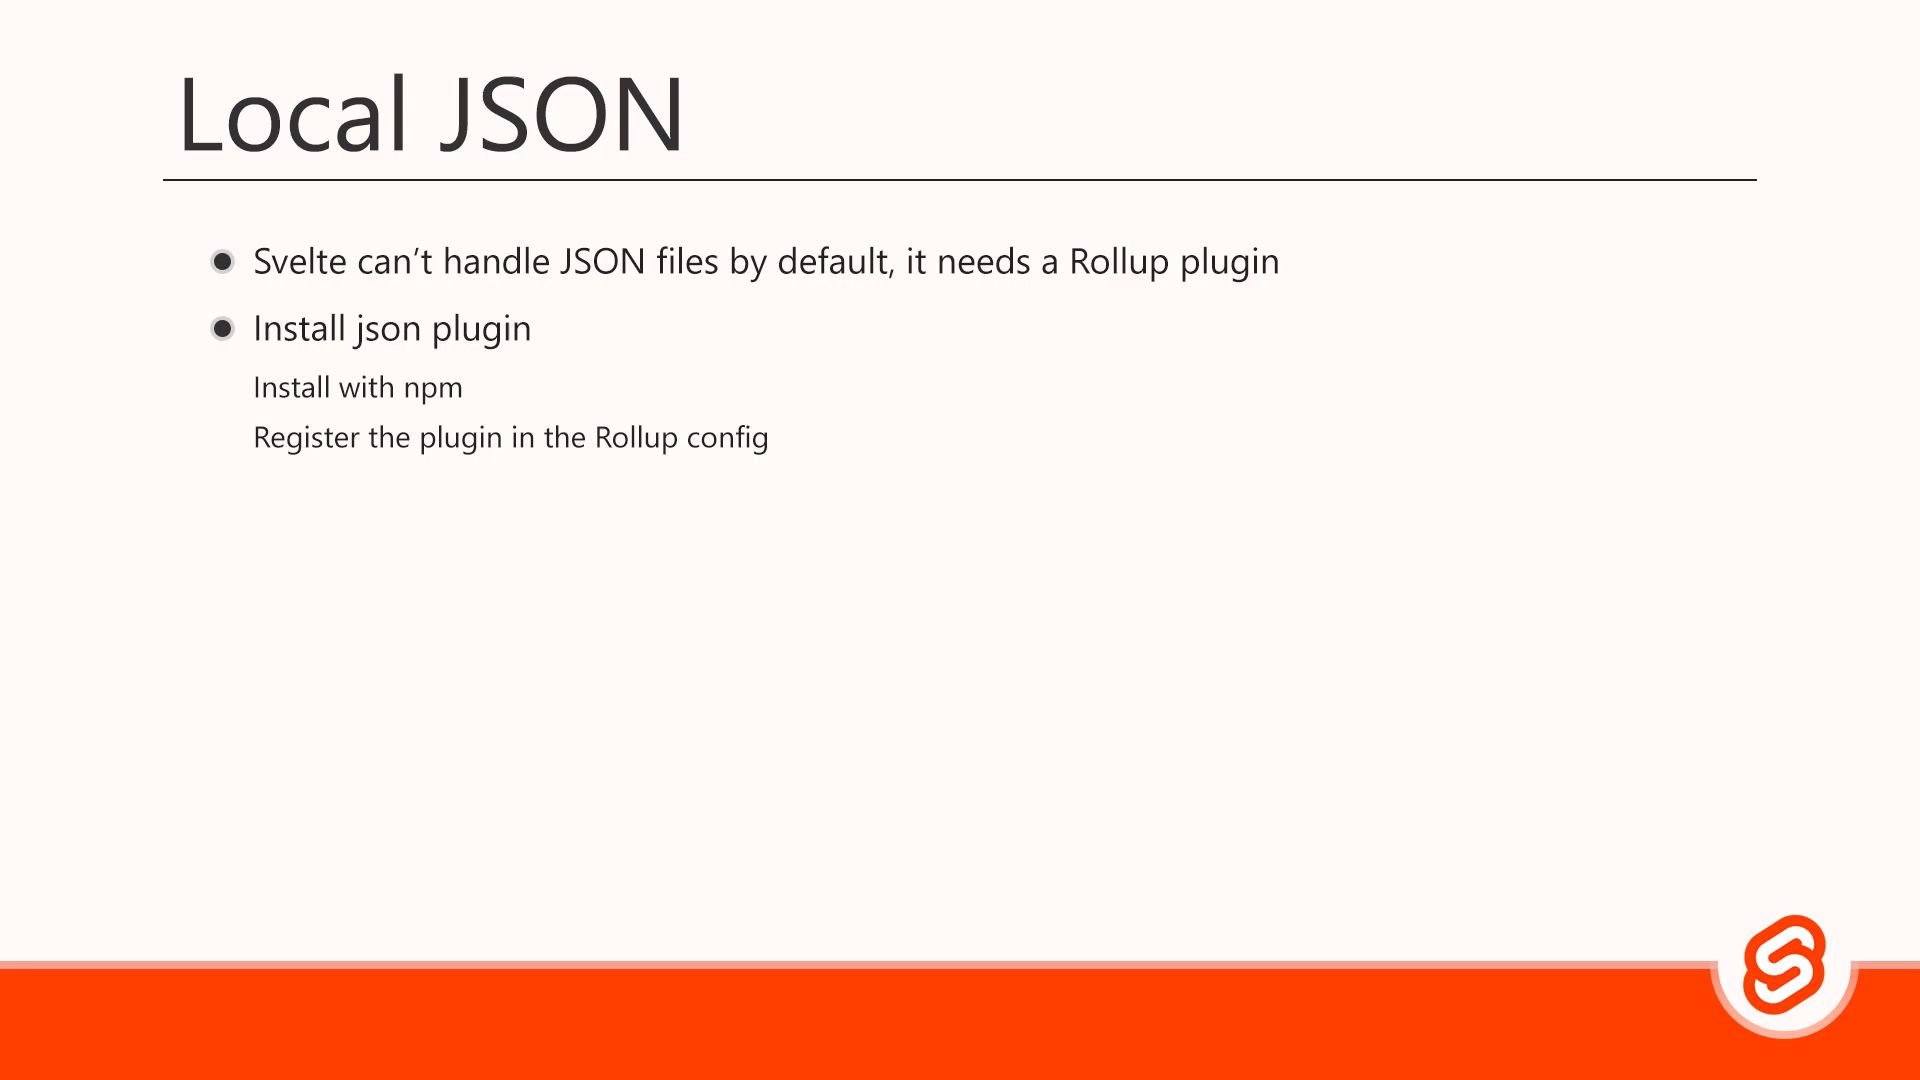 Local JSON
Svelte can’t handle JSON files by default, it needs a Rollup plugin
Install json plugin
Install with npm
Register the plugin in the Rollup config